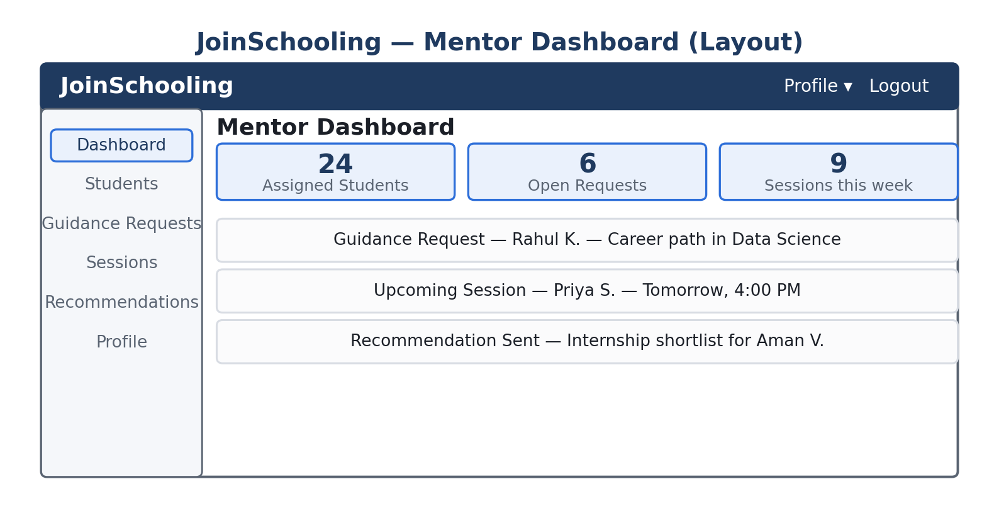 JoinSchooling — Mentor Dashboard (Layout)
JoinSchooling
Profile ▾ Logout
Dashboard
Students
Guidance Requests
Sessions
Recommendations
Profile
Mentor Dashboard
24
Assigned Students
6
Open Requests
9
Sessions this week
Guidance Request — Rahul K. — Career path in Data Science
Upcoming Session — Priya S. — Tomorrow, 4:00 PM
Recommendation Sent — Internship shortlist for Aman V.